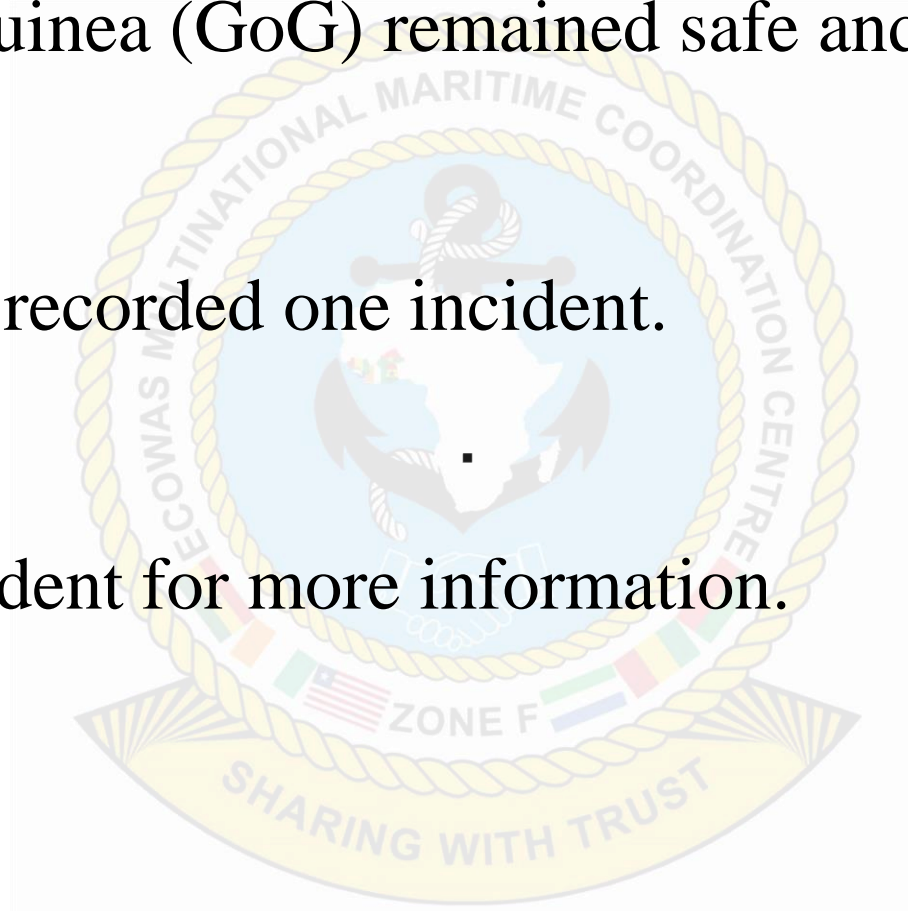 uinea (GoG) remained safe and
recorded one incident.
.
dent for more information.
ECOWAS MULTINATIONAL MARITIME COORDINATION CENTRE
ZONE F
SHARING WITH TRUST